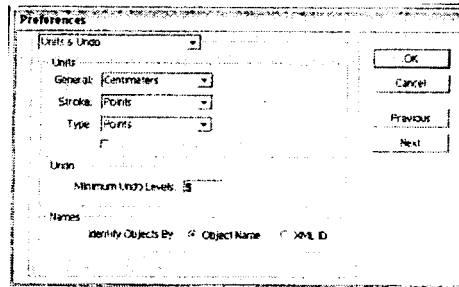 Preferences
Units & Undo
OK
Units
General: Centimeters
Cancel
Stroke: Points
Type: Points
Previous
Next
Undo
Minimum Undo Levels: 5
Names
Identify Objects By: Object Name XML ID